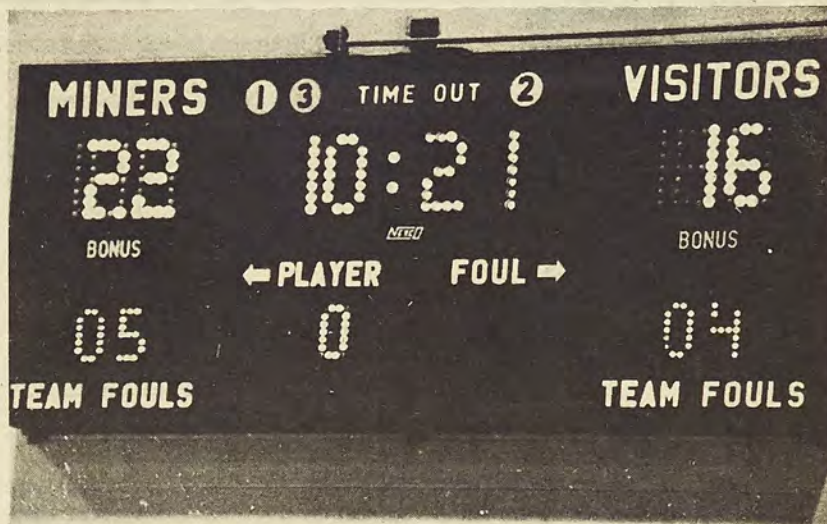 MINERS 1 3 TIME OUT 2 VISITORS
22 10:21 16
NEVCO
BONUS BONUS
←PLAYER FOUL→
05 0 04
TEAM FOULS TEAM FOULS